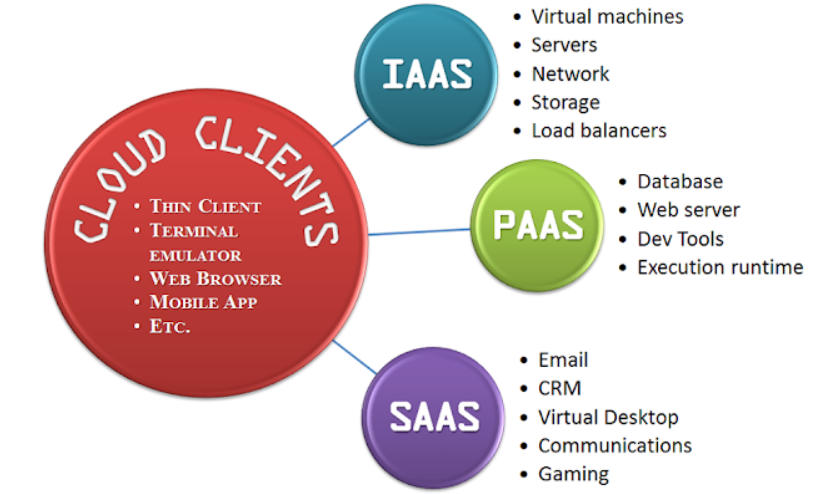 CLOUD CLIENTS
• THIN CLIENT
• TERMINAL
EMULATOR
• WEB BROWSER
• MOBILE APP
• ETC.
IAAS
• Virtual machines
• Servers
• Network
• Storage
• Load balancers
PAAS
• Database
• Web server
• Dev Tools
• Execution runtime
SAAS
• Email
• CRM
• Virtual Desktop
• Communications
• Gaming